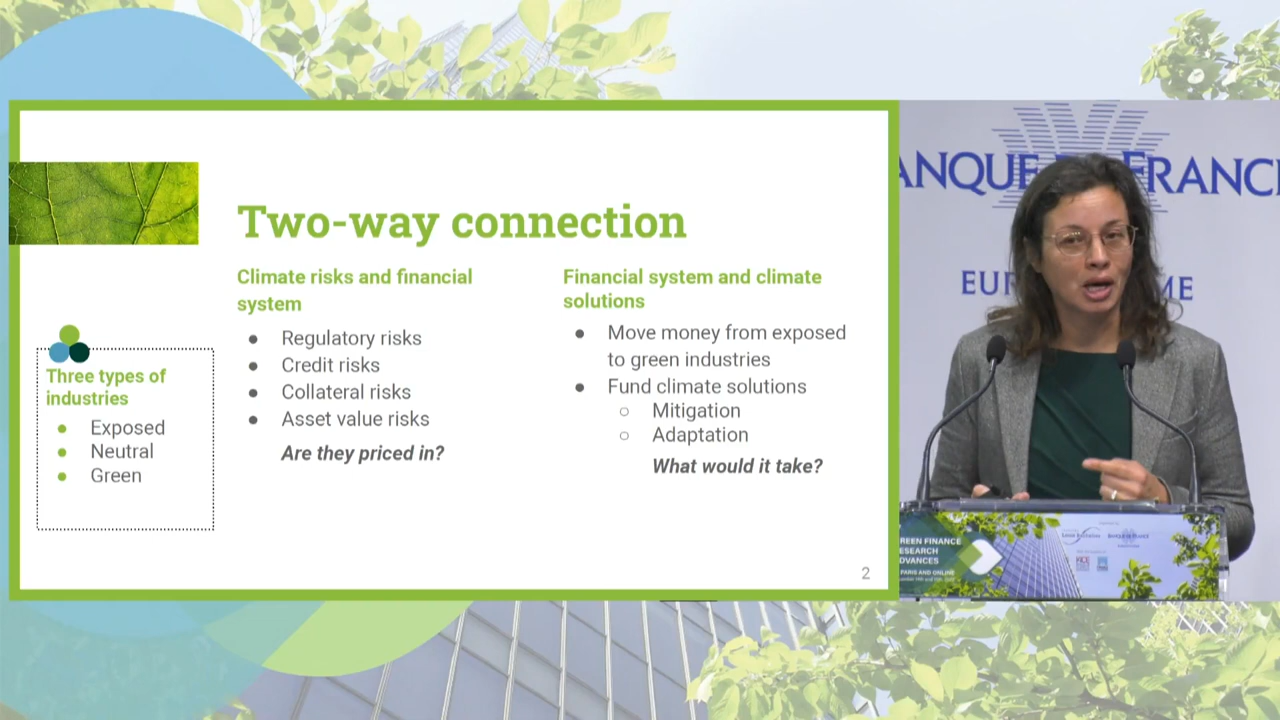 Two-way connection
Climate risks and financial
system
Regulatory risks
Credit risks
Collateral risks
Asset value risks
Are they priced in?
Financial system and climate
solutions
Move money from exposed
to green industries
Fund climate solutions
Mitigation
Adaptation
What would it take?
Three types of
industries
Exposed
Neutral
Green
2
ANQUE FRANC
EUR ME
REEN FINANCE
ESEARCH
DVANCES
PARIS AND ONLINE
BANQUE DE FRANCE